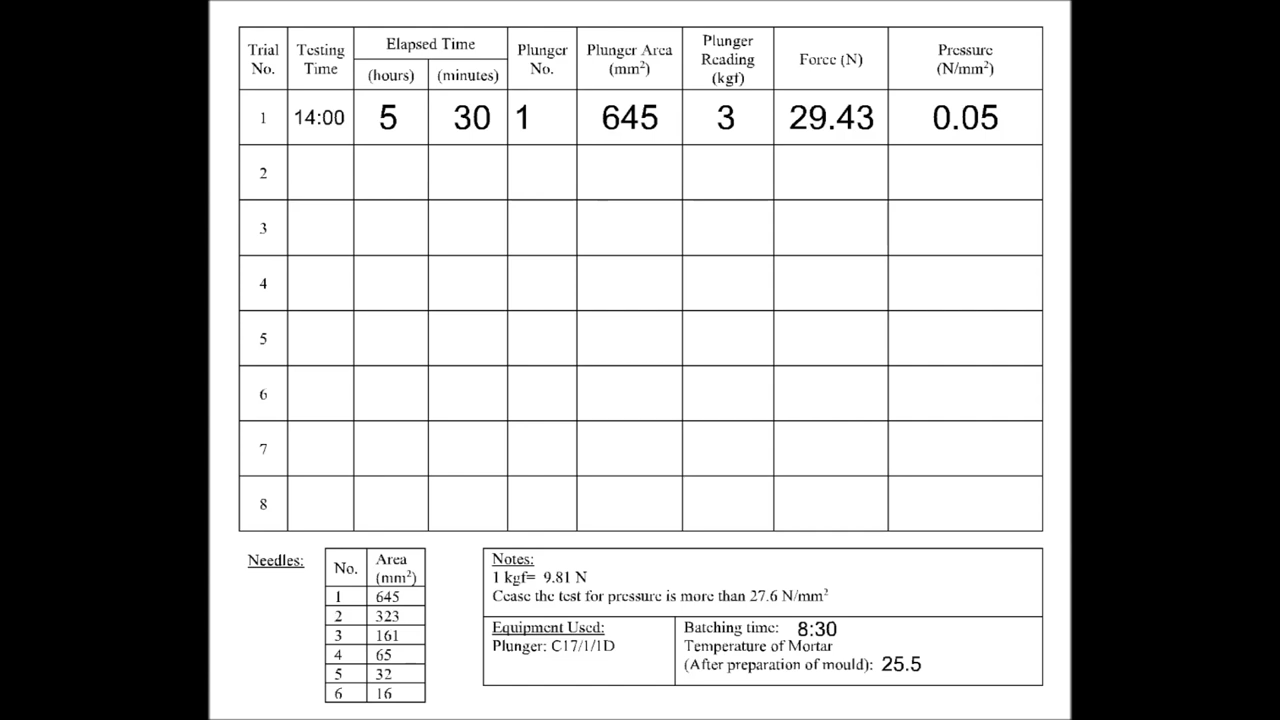 Trial No. Testing Time Elapsed Time (hours) (minutes) Plunger No. Plunger Area (mm²) Plunger Reading (kgf) Force (N) Pressure (N/mm²)
1 14:00 5 30 1 645 3 29.43 0.05
2
3
4
5
6
7
8
Needles:
No. Area (mm²)
1 645
2 323
3 161
4 65
5 32
6 16
Notes:
1 kgf= 9.81 N
Cease the test for pressure is more than 27.6 N/mm²
Equipment Used:
Plunger: C17/1/1D
Batching time: 8:30
Temperature of Mortar
(After preparation of mould): 25.5